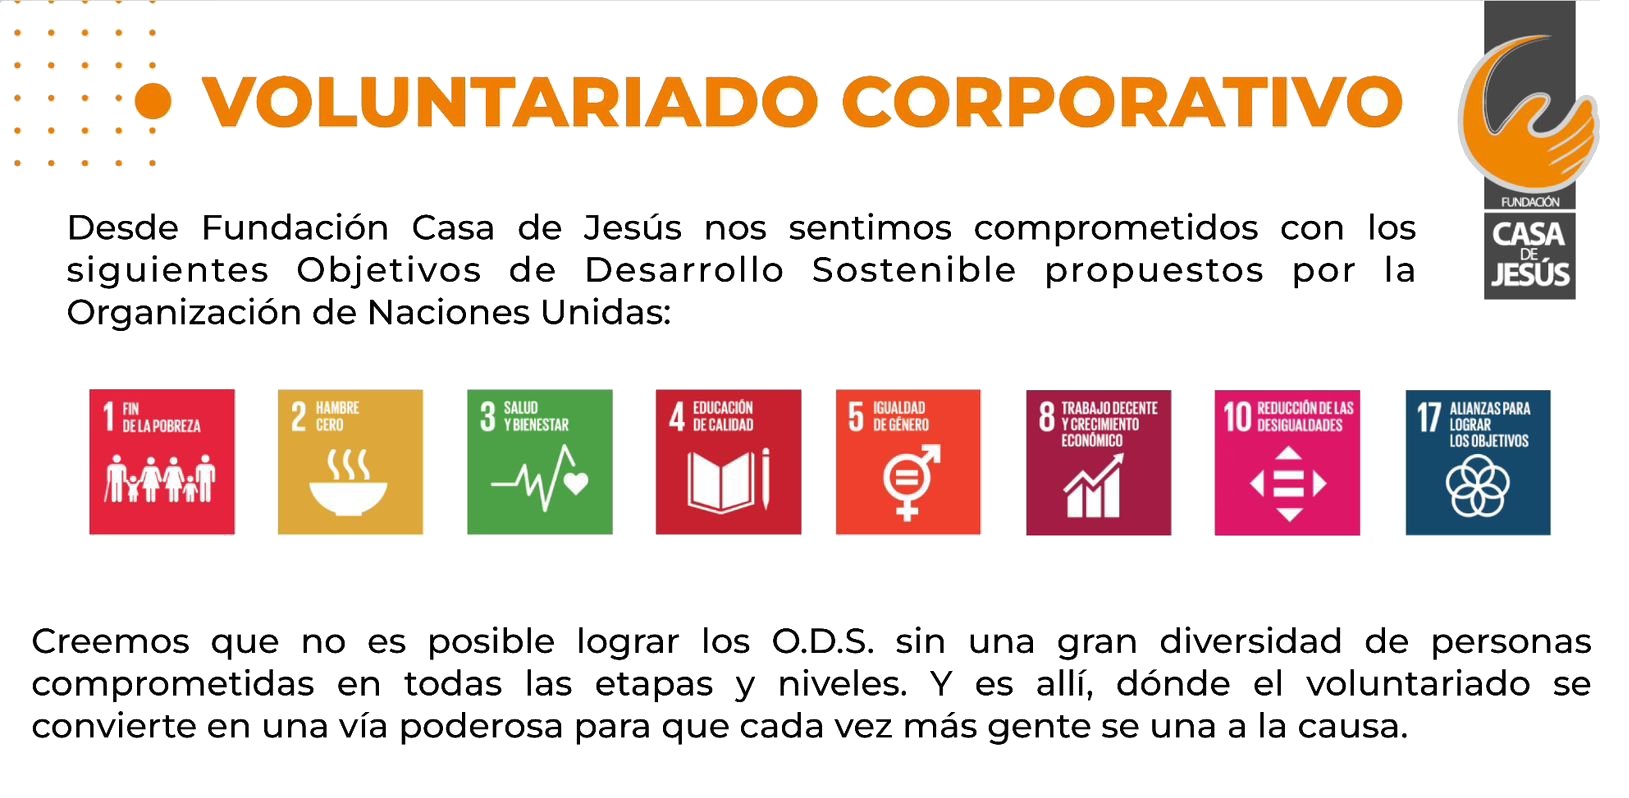 VOLUNTARIADO CORPORATIVO
FUNDACIÓN
CASA
DE
JESÚS
Desde Fundación Casa de Jesús nos sentimos comprometidos con los
siguientes Objetivos de Desarrollo Sostenible propuestos por la
Organización de Naciones Unidas:
1 FIN
DE LA POBREZA
2 HAMBRE
CERO
3 SALUD
Y BIENESTAR
4 EDUCACIÓN
DE CALIDAD
5 IGUALDAD
DE GÉNERO
8 TRABAJO DECENTE
Y CRECIMIENTO
ECONÓMICO
10 REDUCCIÓN DE LAS
DESIGUALDADES
17 ALIANZAS PARA
LOGRAR
LOS OBJETIVOS
Creemos que no es posible lograr los O.D.S. sin una gran diversidad de personas
comprometidas en todas las etapas y niveles. Y es allí, dónde el voluntariado se
convierte en una vía poderosa para que cada vez más gente se una a la causa.